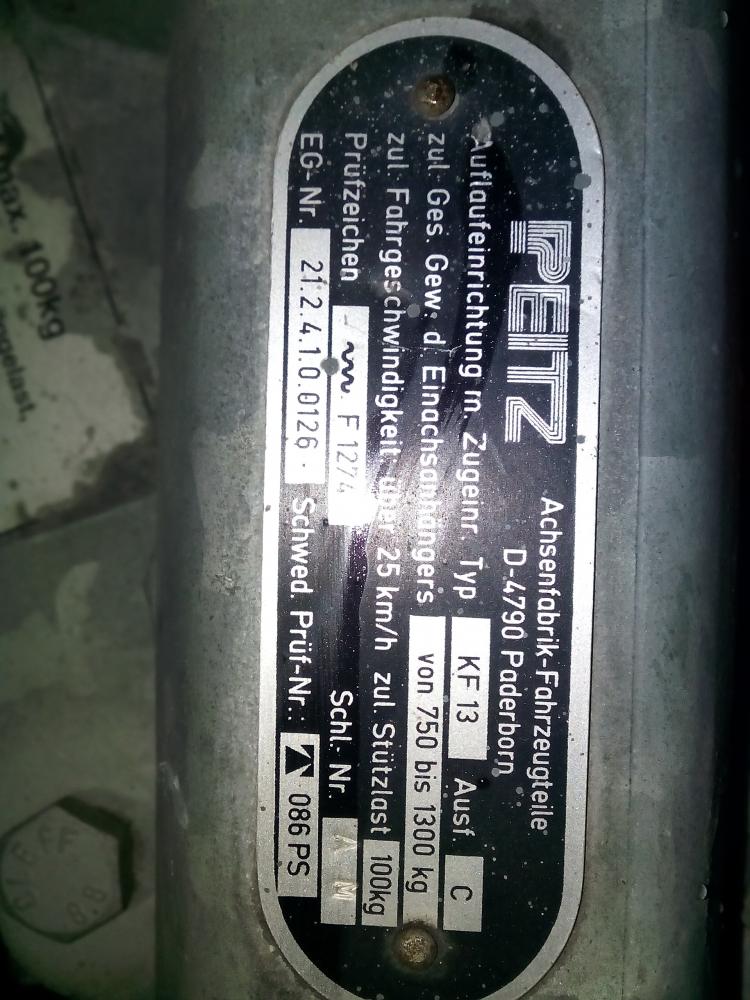 PEITZ
Achsenfabrik-Fahrzeugteile
D-4790 Paderborn
Auflaufeinrichtung m. Zugeinr. Typ KF 13 Ausf. C
zul. Ges. Gew. d. Einachsanhängers von 750 bis 1300 kg
zul. Fahrgeschwindigkeit über 25 km/h zul. Stützlast 100kg
Prüfzeichen F 1274 Schl.-Nr. M
EG-Nr. 21.2.4.1.0.0126 Schwed. Prüf-Nr.: 086 PS
max. 100kg
8.8